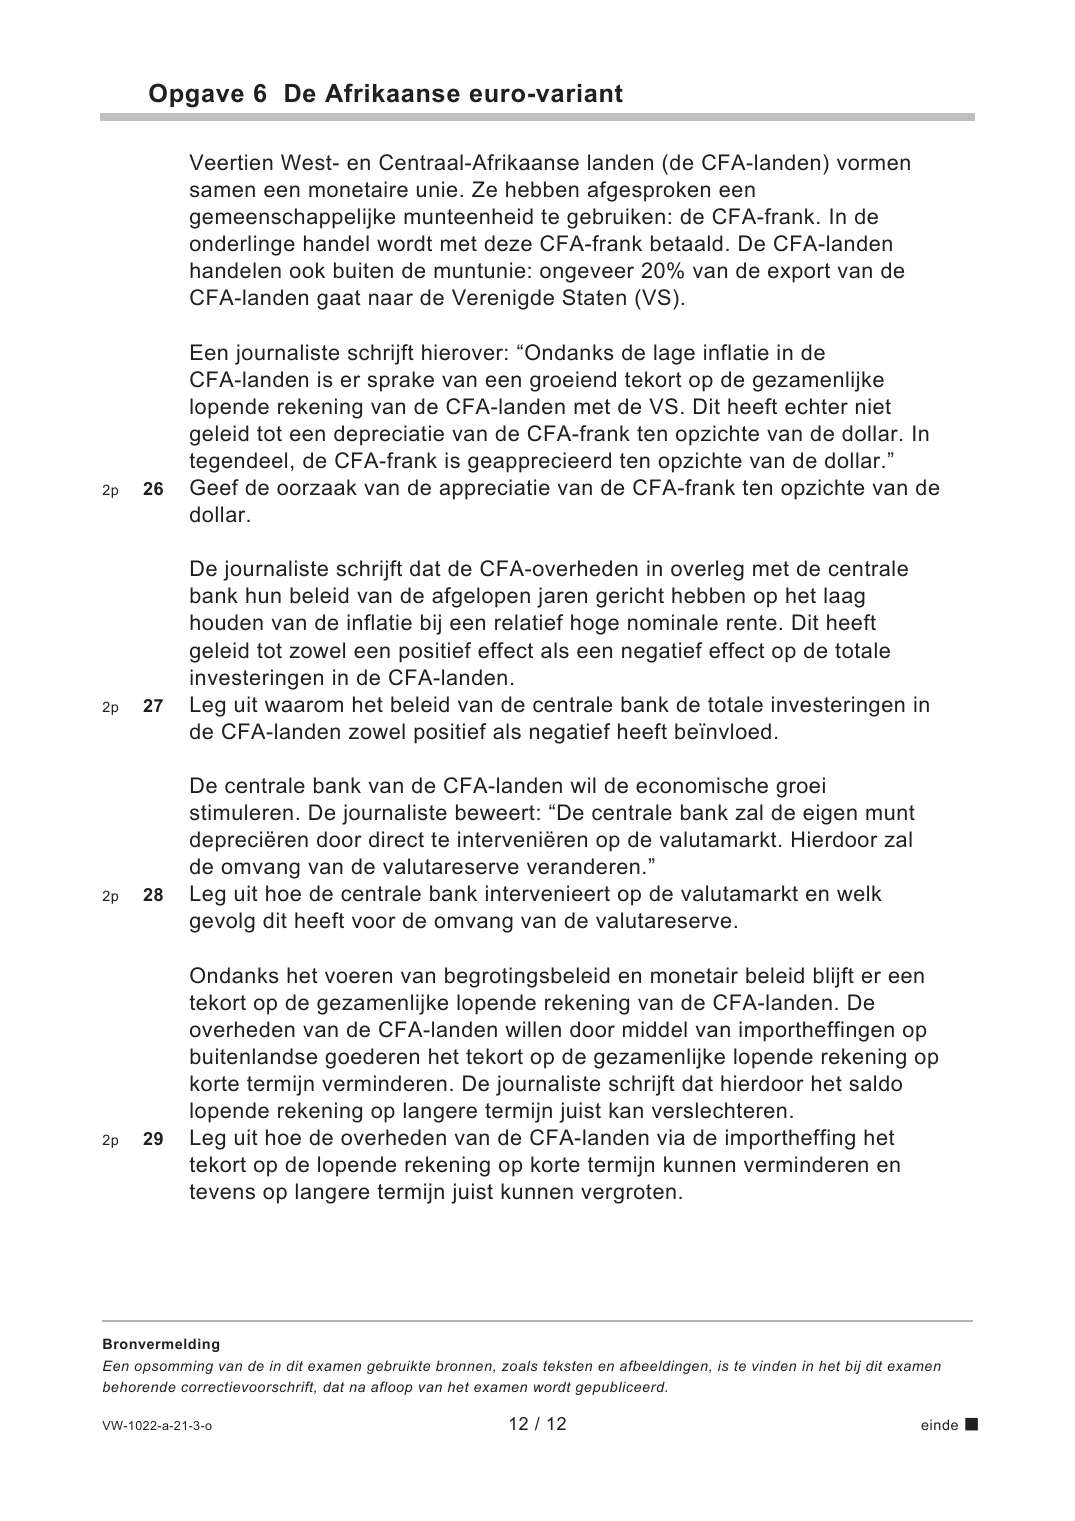 Opgave 6 De Afrikaanse euro-variant
Veertien West- en Centraal-Afrikaanse landen (de CFA-landen) vormen
samen een monetaire unie. Ze hebben afgesproken een
gemeenschappelijke munteenheid te gebruiken: de CFA-frank. In de
onderlinge handel wordt met deze CFA-frank betaald. De CFA-landen
handelen ook buiten de muntunie: ongeveer 20% van de export van de
CFA-landen gaat naar de Verenigde Staten (VS).
Een journaliste schrijft hierover: “Ondanks de lage inflatie in de
CFA-landen is er sprake van een groeiend tekort op de gezamenlijke
lopende rekening van de CFA-landen met de VS. Dit heeft echter niet
geleid tot een depreciatie van de CFA-frank ten opzichte van de dollar. In
tegendeel, de CFA-frank is geapprecieerd ten opzichte van de dollar.”
2p 26 Geef de oorzaak van de appreciatie van de CFA-frank ten opzichte van de
dollar.
De journaliste schrijft dat de CFA-overheden in overleg met de centrale
bank hun beleid van de afgelopen jaren gericht hebben op het laag
houden van de inflatie bij een relatief hoge nominale rente. Dit heeft
geleid tot zowel een positief effect als een negatief effect op de totale
investeringen in de CFA-landen.
2p 27 Leg uit waarom het beleid van de centrale bank de totale investeringen in
de CFA-landen zowel positief als negatief heeft beïnvloed.
De centrale bank van de CFA-landen wil de economische groei
stimuleren. De journaliste beweert: “De centrale bank zal de eigen munt
depreciëren door direct te interveniëren op de valutamarkt. Hierdoor zal
de omvang van de valutareserve veranderen.”
2p 28 Leg uit hoe de centrale bank intervenieert op de valutamarkt en welk
gevolg dit heeft voor de omvang van de valutareserve.
Ondanks het voeren van begrotingsbeleid en monetair beleid blijft er een
tekort op de gezamenlijke lopende rekening van de CFA-landen. De
overheden van de CFA-landen willen door middel van importheffingen op
buitenlandse goederen het tekort op de gezamenlijke lopende rekening op
korte termijn verminderen. De journaliste schrijft dat hierdoor het saldo
lopende rekening op langere termijn juist kan verslechteren.
2p 29 Leg uit hoe de overheden van de CFA-landen via de importheffing het
tekort op de lopende rekening op korte termijn kunnen verminderen en
tevens op langere termijn juist kunnen vergroten.
Bronvermelding
Een opsomming van de in dit examen gebruikte bronnen, zoals teksten en afbeeldingen, is te vinden in het bij dit examen
behorende correctievoorschrift, dat na afloop van het examen wordt gepubliceerd.
VW-1022-a-21-3-o 12 / 12 einde ■